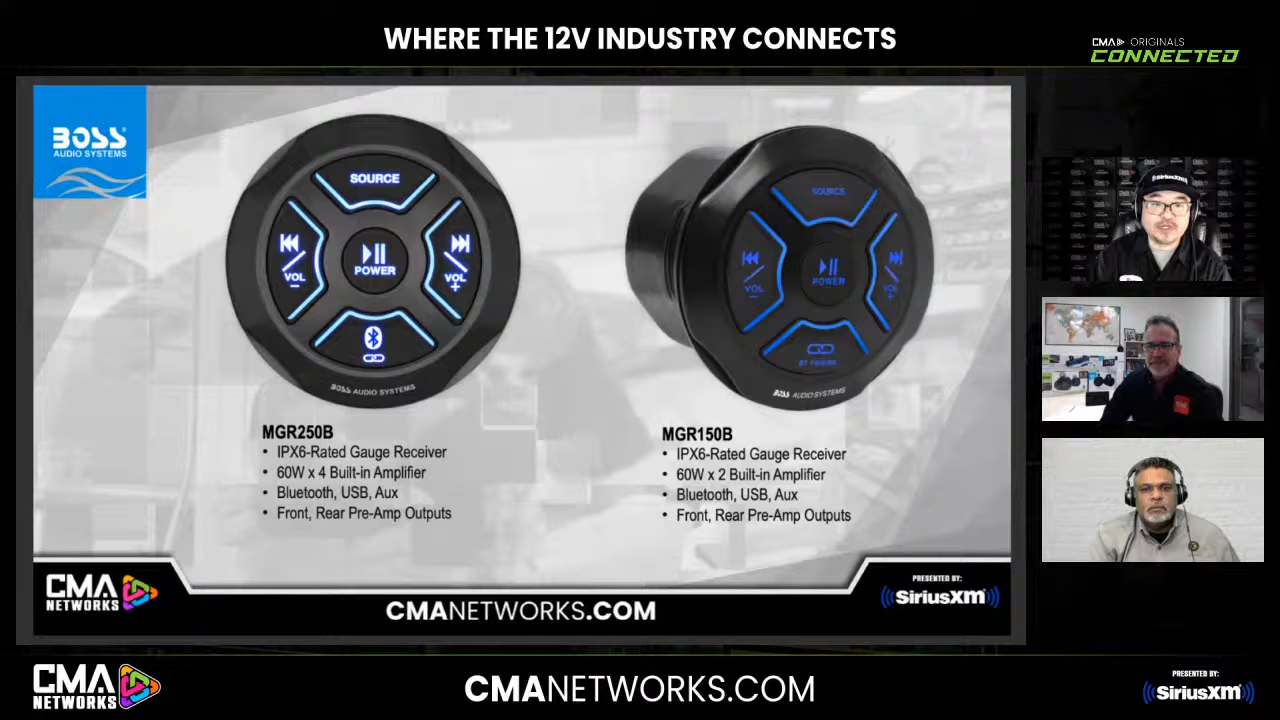 WHERE THE 12V INDUSTRY CONNECTS
CMA ORIGINALS
CONNECTED
BOSS
AUDIO SYSTEMS
SOURCE
VOL
-
POWER
VOL
+
BOSS AUDIO SYSTEMS
SOURCE
VOL
-
POWER
VOL
+
BT PAIRING
BOSS AUDIO SYSTEMS
MGR250B
• IPX6-Rated Gauge Receiver
• 60W x 4 Built-in Amplifier
• Bluetooth, USB, Aux
• Front, Rear Pre-Amp Outputs
MGR150B
• IPX6-Rated Gauge Receiver
• 60W x 2 Built-in Amplifier
• Bluetooth, USB, Aux
• Front, Rear Pre-Amp Outputs
CMA
NETWORKS
CMANETWORKS.COM
PRESENTED BY:
SiriusXM
SiriusXM
CMA
NETWORKS
CMANETWORKS.COM
PRESENTED BY:
SiriusXM